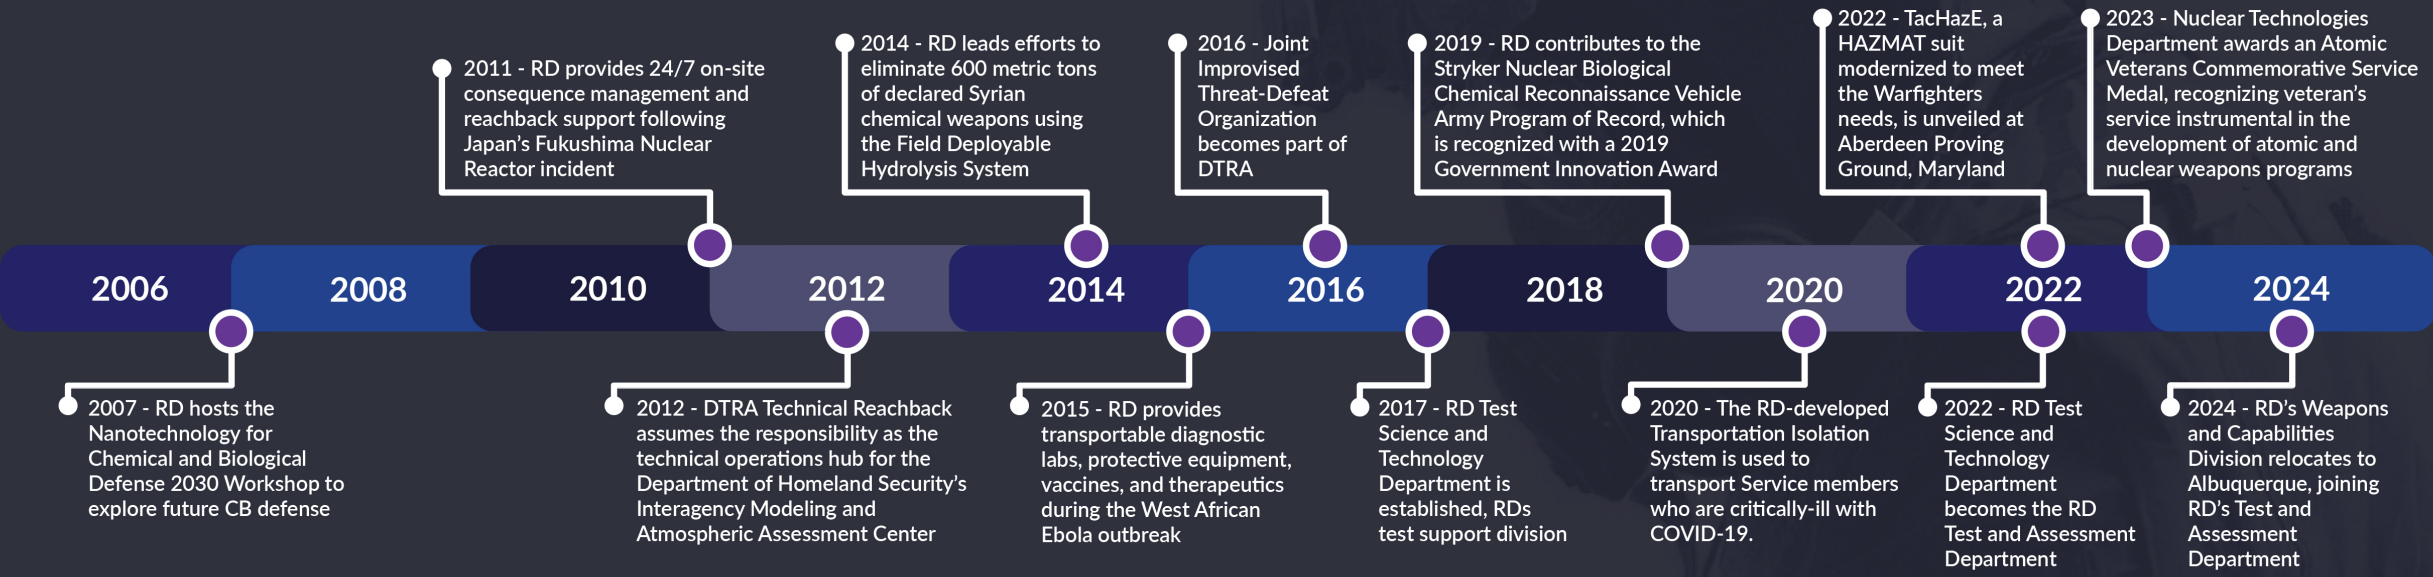 2011 - RD provides 24/7 on-site
consequence management and
reachback support following
Japan's Fukushima Nuclear
Reactor incident
2014 - RD leads efforts to
eliminate 600 metric tons
of declared Syrian
chemical weapons using
the Field Deployable
Hydrolysis System
2016 - Joint
Improvised
Threat-Defeat
Organization
becomes part of
DTRA
2019 - RD contributes to the
Stryker Nuclear Biological
Chemical Reconnaissance Vehicle
Army Program of Record, which
is recognized with a 2019
Government Innovation Award
2022 - TacHazE, a
HAZMAT suit
modernized to meet
the Warfighters
needs, is unveiled at
Aberdeen Proving
Ground, Maryland
2023 - Nuclear Technologies
Department awards an Atomic
Veterans Commemorative Service
Medal, recognizing veteran's
service instrumental in the
development of atomic and
nuclear weapons programs
2006
2008
2010
2012
2014
2016
2018
2020
2022
2024
2007 - RD hosts the
Nanotechnology for
Chemical and Biological
Defense 2030 Workshop to
explore future CB defense
2012 - DTRA Technical Reachback
assumes the responsibility as the
technical operations hub for the
Department of Homeland Security's
Interagency Modeling and
Atmospheric Assessment Center
2015 - RD provides
transportable diagnostic
labs, protective equipment,
vaccines, and therapeutics
during the West African
Ebola outbreak
2017 - RD Test
Science and
Technology
Department is
established, RDs
test support division
2020 - The RD-developed
Transportation Isolation
System is used to
transport Service members
who are critically-ill with
COVID-19.
2022 - RD Test
Science and
Technology
Department
becomes the RD
Test and Assessment
Department
2024 - RD's Weapons
and Capabilities
Division relocates to
Albuquerque, joining
RD's Test and
Assessment
Department